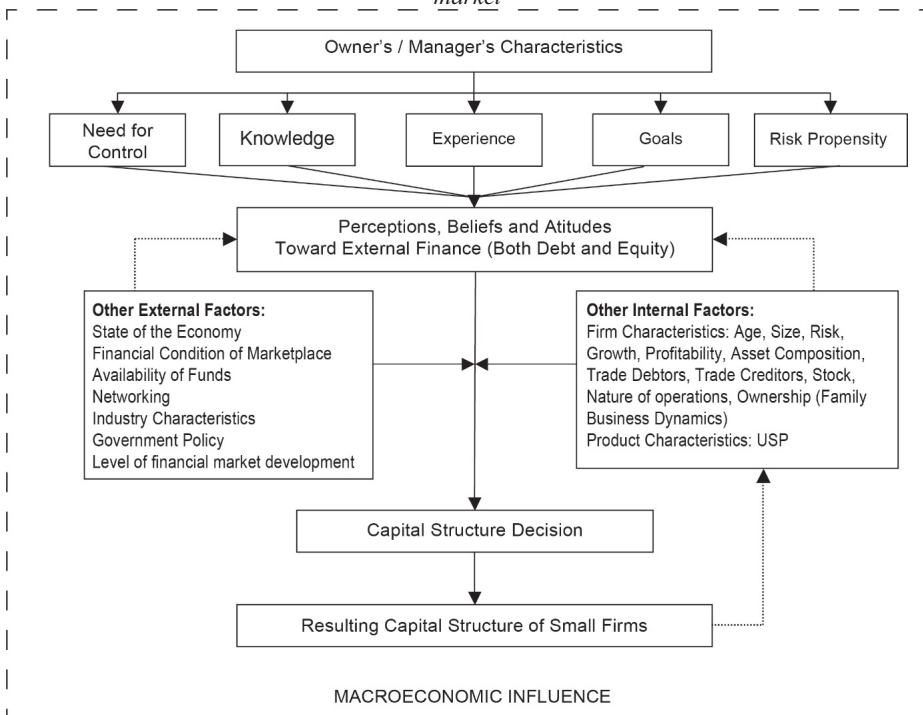 market
Owner's / Manager's Characteristics
Need for
Control
Knowledge
Experience
Goals
Risk Propensity
Perceptions, Beliefs and Atitudes
Toward External Finance (Both Debt and Equity)
Other External Factors:
State of the Economy
Financial Condition of Marketplace
Availability of Funds
Networking
Industry Characteristics
Government Policy
Level of financial market development
Other Internal Factors:
Firm Characteristics: Age, Size, Risk,
Growth, Profitability, Asset Composition,
Trade Debtors, Trade Creditors, Stock,
Nature of operations, Ownership (Family
Business Dynamics)
Product Characteristics: USP
Capital Structure Decision
Resulting Capital Structure of Small Firms
MACROECONOMIC INFLUENCE